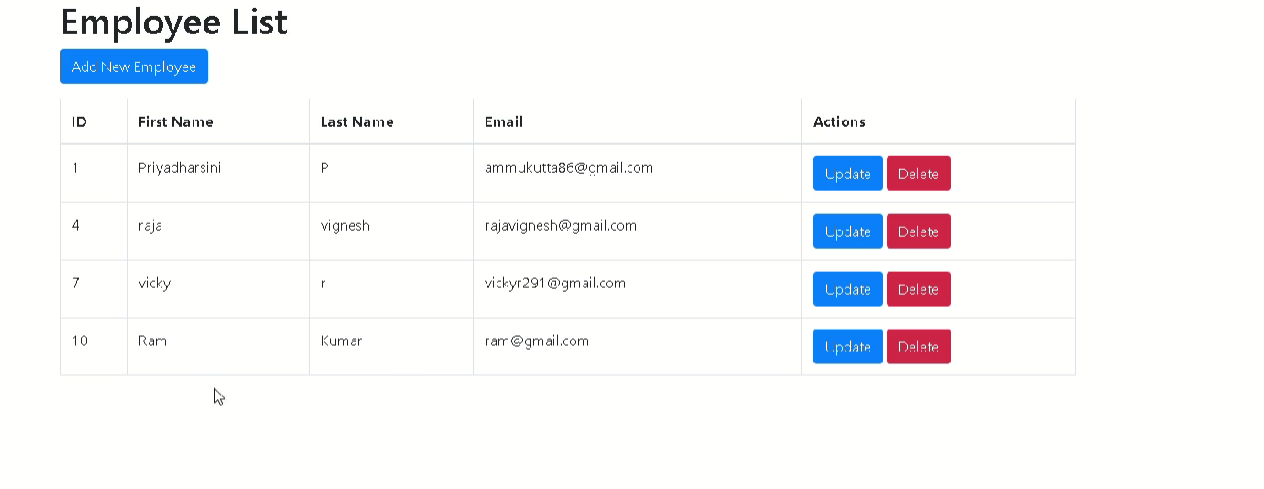 Employee List
Add New Employee
ID First Name Last Name Email Actions
1 Priyadharsini P ammukutta86@gmail.com Update Delete
4 raja vignesh rajavignesh@gmail.com Update Delete
7 vicky r vickyr291@gmail.com Update Delete
10 Ram Kumar ram@gmail.com Update Delete